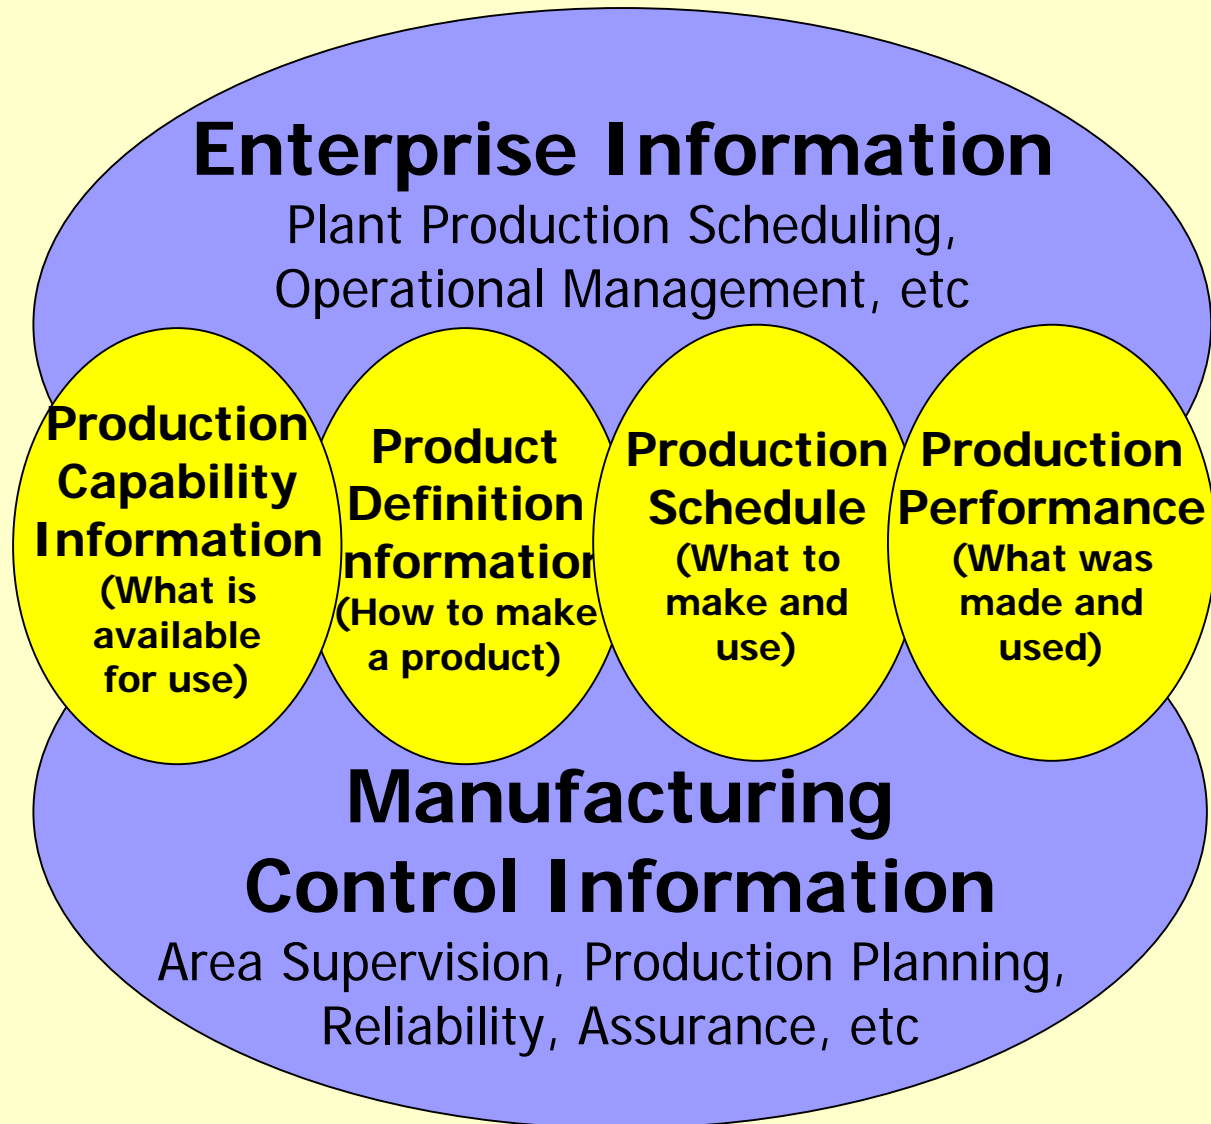 Enterprise Information
Plant Production Scheduling,
Operational Management, etc
Production
Capability
Information
(What is
available
for use)
Product
Definition
nformation
(How to make
a product)
Production
Schedule
(What to
make and
use)
Production
Performance
(What was
made and
used)
Manufacturing
Control Information
Area Supervision, Production Planning,
Reliability, Assurance, etc